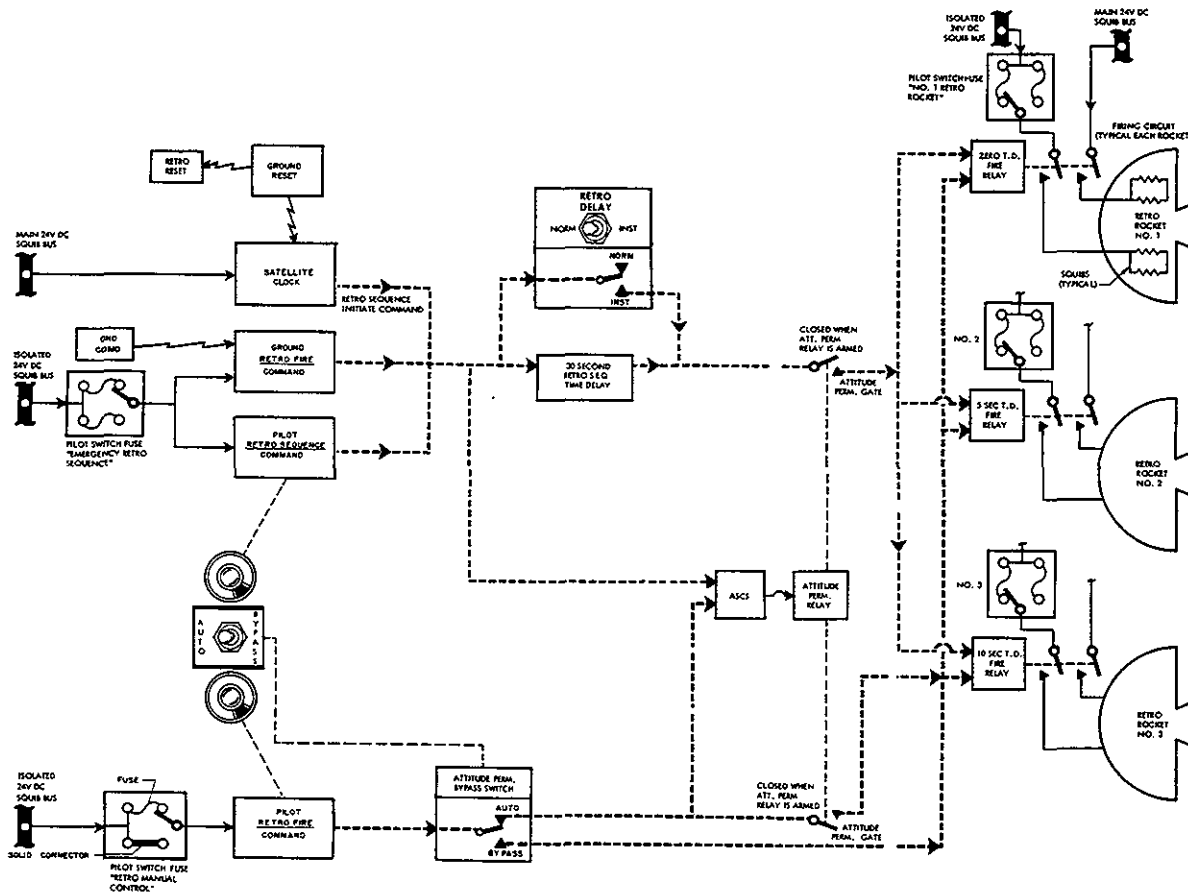 ISOLATED
24V DC
SQUIB BUS
MAIN 24V DC
SQUIB BUS
PILOT SWITCH FUSE
"NO. 1 RETRO
ROCKET"
FIRING CIRCUIT
(TYPICAL EACH ROCKET
RETRO
RESET
GROUND
RESET
ZERO T.D.
FIRE
RELAY
RETRO
DELAY
NORM
INST
RETRO
ROCKET
NO. 1
MAIN 24V DC
SQUIB BUS
SATELLITE
CLOCK
NORM
INST
RETRO SEQUENCE
INITIATE COMMAND
SQUIBS
(TYPICAL)
GND
COMD
GROUND
RETRO FIRE
COMMAND
CLOSED WHEN
ATT. PERM
RELAY IS ARMED
NO. 2
ISOLATED
24V DC
SQUIB BUS
30 SECOND
RETRO SEQ
TIME DELAY
ATTITUDE
PERM. GATE
5 SEC T.D.
FIRE
RELAY
PILOT SWITCH FUSE
"EMERGENCY RETRO
SEQUENCE"
PILOT
RETRO SEQUENCE
COMMAND
RETRO
ROCKET
NO. 2
ASCS
ATTITUDE
PERM.
RELAY
NO. 3
AUTO
BYPASS
10 SEC T.D.
FIRE
RELAY
RETRO
ROCKET
NO. 3
ISOLATED
24V DC
SQUIB BUS
FUSE
ATTITUDE PERM.
BYPASS SWITCH
CLOSED WHEN
ATT. PERM
RELAY IS ARMED
PILOT
RETRO FIRE
COMMAND
AUTO
BY PASS
ATTITUDE
PERM. GATE
SOLID CONNECTOR
PILOT SWITCH FUSE
"RETRO MANUAL
CONTROL"